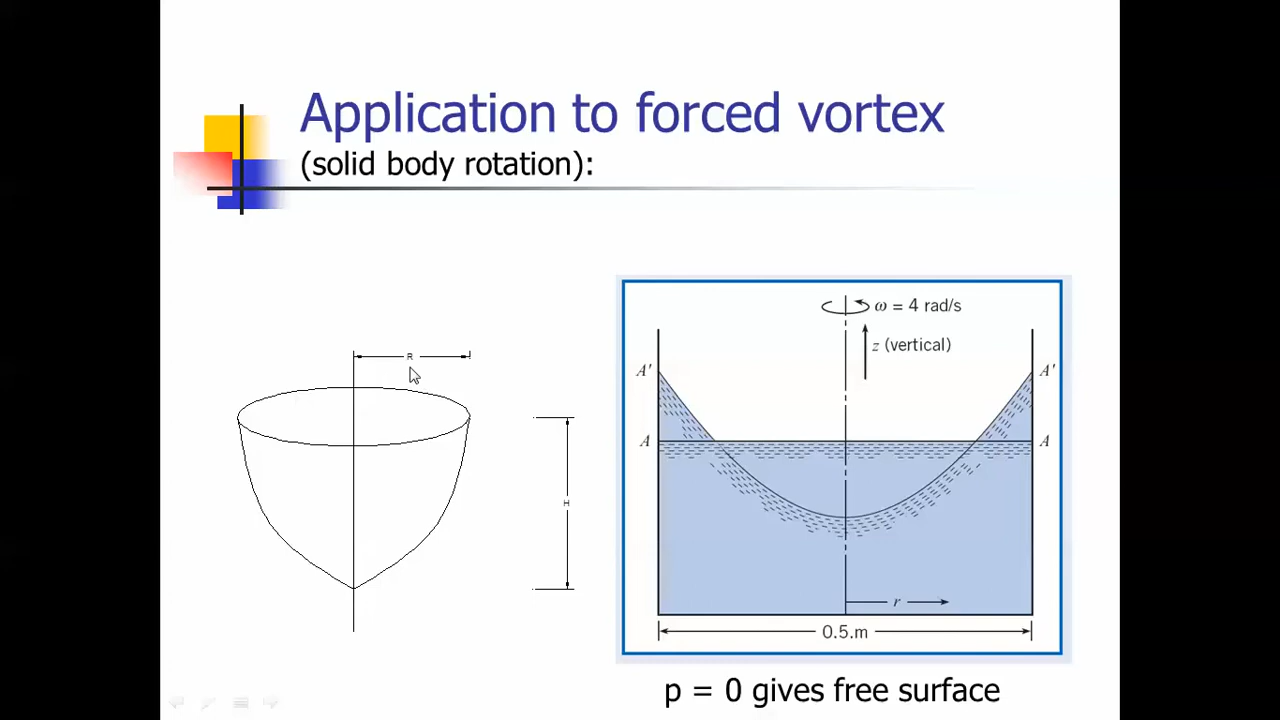 Application to forced vortex
(solid body rotation):
R
H
ω = 4 rad/s
z (vertical)
A'
A'
A
A
r
0.5.m
p = 0 gives free surface